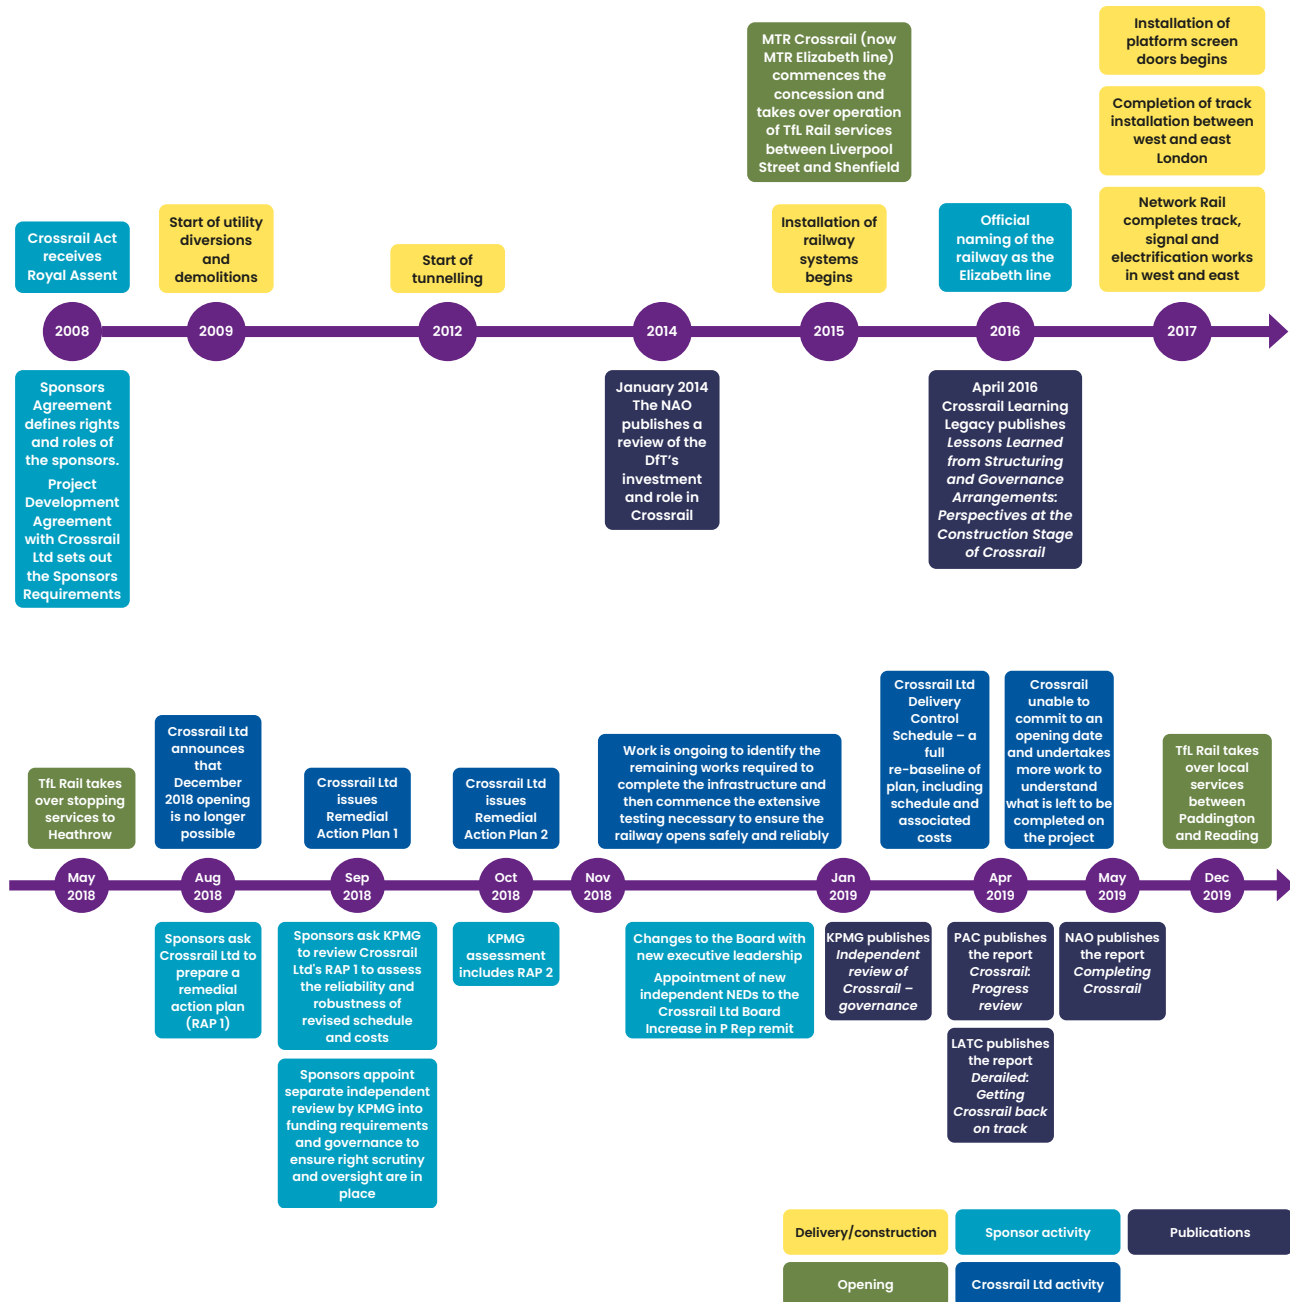 MTR Crossrail (now
MTR Elizabeth line)
commences the
concession and
takes over operation
of TfL Rail services
between Liverpool
Street and Shenfield
Installation of
platform screen
doors begins
Completion of track
installation between
west and east
London
Crossrail Act
receives
Royal Assent
Start of utility
diversions
and
demolitions
Start of
tunnelling
Installation of
railway
systems
begins
Official
naming of the
railway as the
Elizabeth line
Network Rail
completes track,
signal and
electrification works
in west and east
2008
2009
2012
2014
2015
2016
2017
Sponsors
Agreement
defines rights
and roles of
the sponsors.
Project
Development
Agreement
with Crossrail
Ltd sets out
the Sponsors
Requirements
January 2014
The NAO
publishes a
review of the
DfT's
investment
and role in
Crossrail
April 2016
Crossrail Learning
Legacy publishes
Lessons Learned
from Structuring
and Governance
Arrangements:
Perspectives at the
Construction Stage
of Crossrail
TfL Rail takes
over stopping
services to
Heathrow
Crossrail Ltd
announces
that
December
2018 opening
is no longer
possible
Crossrail Ltd
issues
Remedial
Action Plan 1
Crossrail Ltd
issues
Remedial
Action Plan 2
Work is ongoing to identify the
remaining works required to
complete the infrastructure and
then commence the extensive
testing necessary to ensure the
railway opens safely and reliably
Crossrail Ltd
Delivery
Control
Schedule – a
full
re-baseline of
plan, including
schedule and
associated
costs
Crossrail
unable to
commit to an
opening date
and undertakes
more work to
understand
what is left to be
completed on
the project
TfL Rail takes
over local
services
between
Paddington
and Reading
May
2018
Aug
2018
Sep
2018
Oct
2018
Nov
2018
Jan
2019
Apr
2019
May
2019
Dec
2019
Sponsors ask
Crossrail Ltd to
prepare a
remedial
action plan
(RAP 1)
Sponsors ask KPMG
to review Crossrail
Ltd's RAP 1 to assess
the reliability and
robustness of
revised schedule
and costs
Sponsors appoint
separate independent
review by KPMG into
funding requirements
and governance to
ensure right scrutiny
and oversight are in
place
KPMG
assessment
includes RAP 2
Changes to the Board with
new executive leadership
Appointment of new
independent NEDs to the
Crossrail Ltd Board
Increase in P Rep remit
KPMG publishes
Independent
review of
Crossrail –
governance
PAC publishes
the report
Crossrail:
Progress
review
LATC publishes
the report
Derailed:
Getting
Crossrail back
on track
NAO publishes
the report
Completing
Crossrail
Delivery/construction
Sponsor activity
Publications
Opening
Crossrail Ltd activity